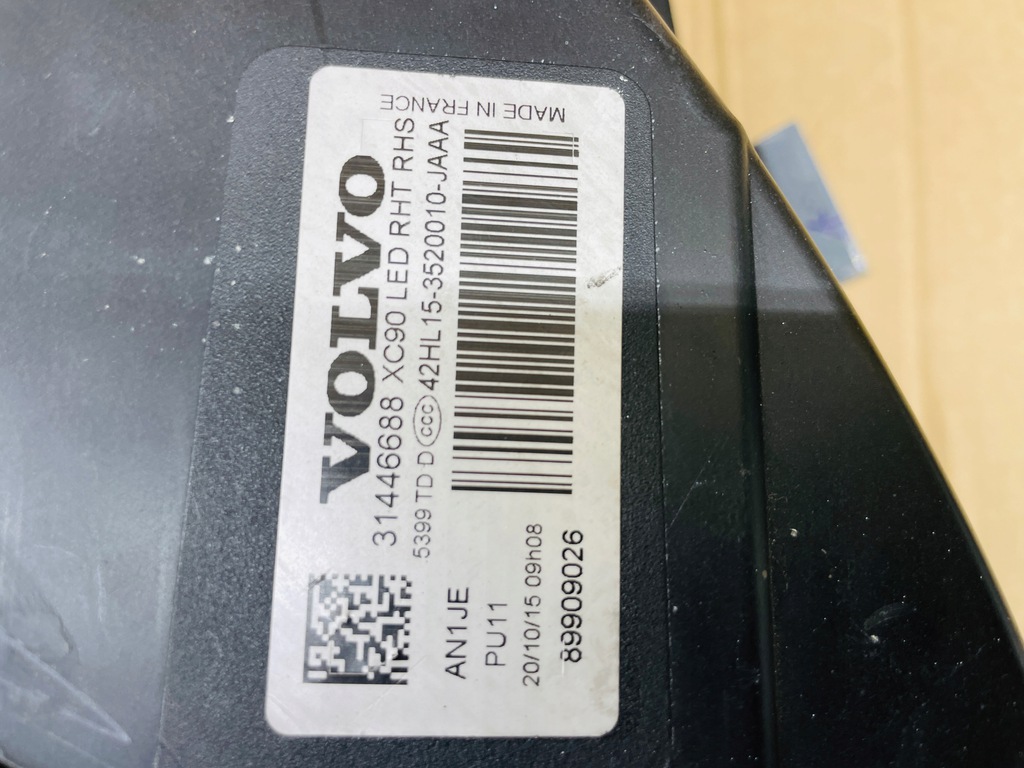 VOLVO
31446688 XC90 LED RHT RHS
5399 TD D CCC 42HL15-3520010-JAAA
AN1JE
PU11
20/10/15 09h08
89909026
MADE IN FRANCE